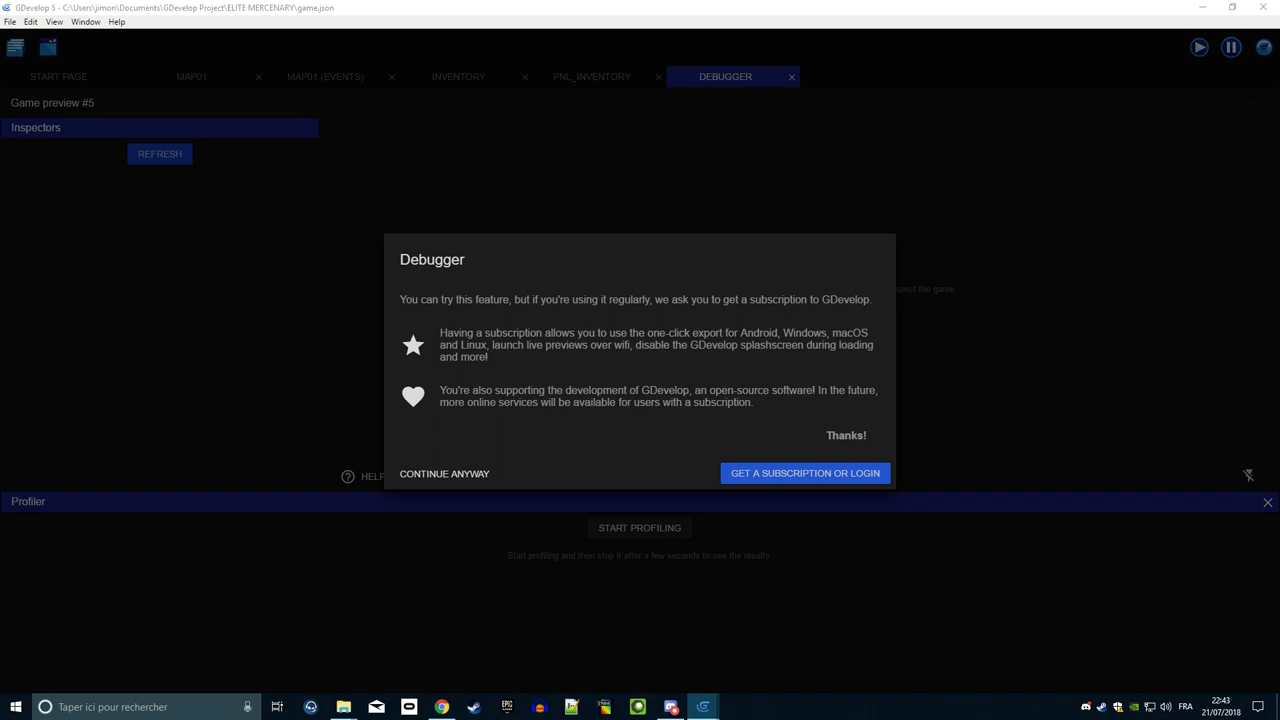 GDevelop 5 - C:\Users\jimon\Documents\GDevelop Project\ELITE MERCENARY\game.json
File Edit View Window Help
START PAGE MAP01 MAP01 (EVENTS) INVENTORY PNL_INVENTORY DEBUGGER
Game preview #5
Inspectors
REFRESH
Debugger
pect the game
You can try this feature, but if you're using it regularly, we ask you to get a subscription to GDevelop.
Having a subscription allows you to use the one-click export for Android, Windows, macOS
and Linux, launch live previews over wifi, disable the GDevelop splashscreen during loading
and more!
You're also supporting the development of GDevelop, an open-source software! In the future,
more online services will be available for users with a subscription.
Thanks!
CONTINUE ANYWAY GET A SUBSCRIPTION OR LOGIN
HELP
Profiler
START PROFILING
Start profiling and then stop it after a few seconds to see the results.
Taper ici pour rechercher
FRA
22:43
21/07/2018